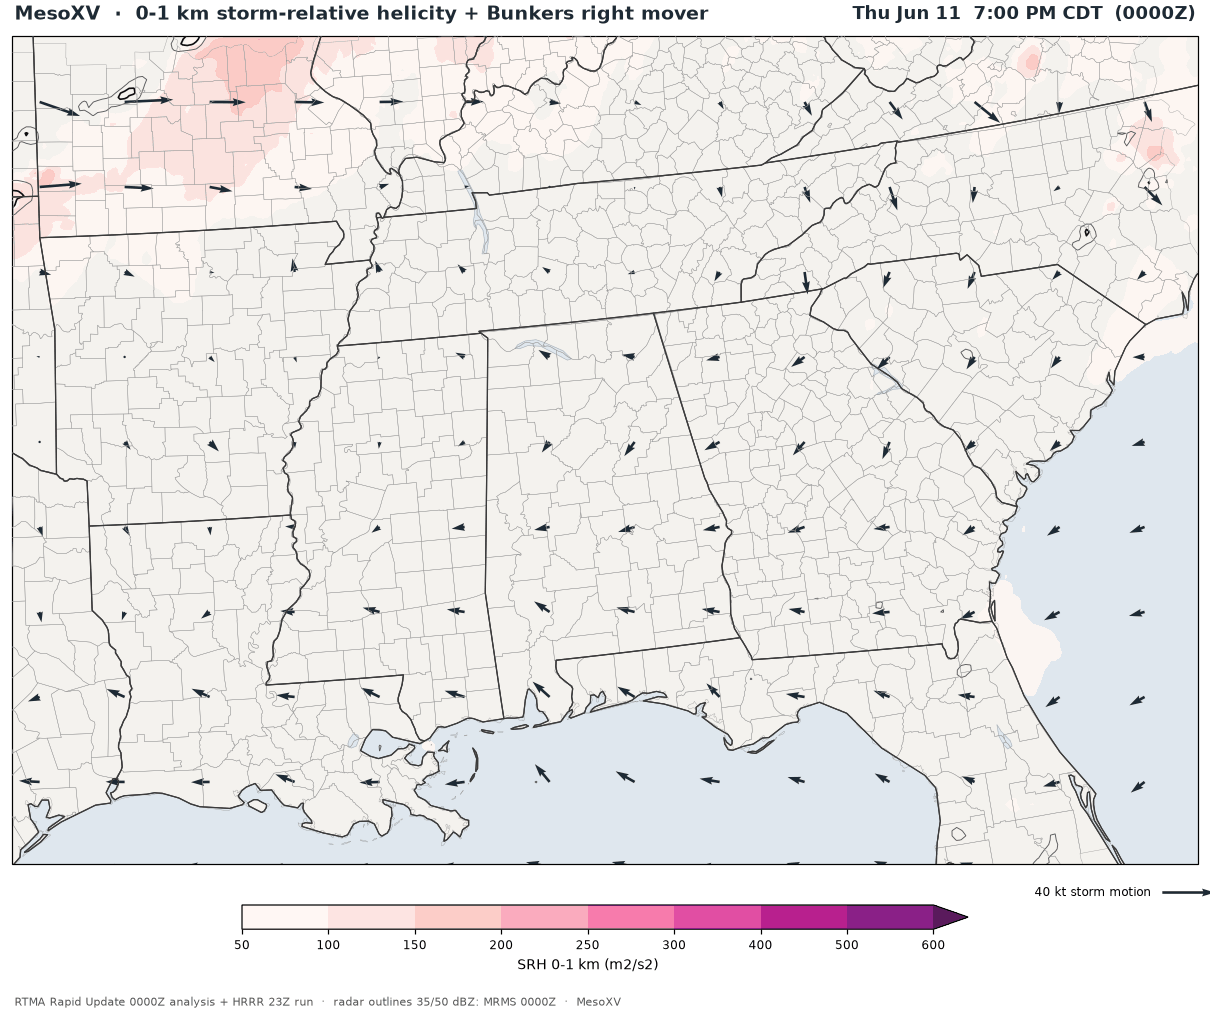 MesoXV · 0-1 km storm-relative helicity + Bunkers right mover
Thu Jun 11 7:00 PM CDT (0000Z)
40 kt storm motion
50 100 150 200 250 300 400 500 600
SRH 0-1 km (m2/s2)
RTMA Rapid Update 0000Z analysis + HRRR 23Z run · radar outlines 35/50 dBZ: MRMS 0000Z · MesoXV